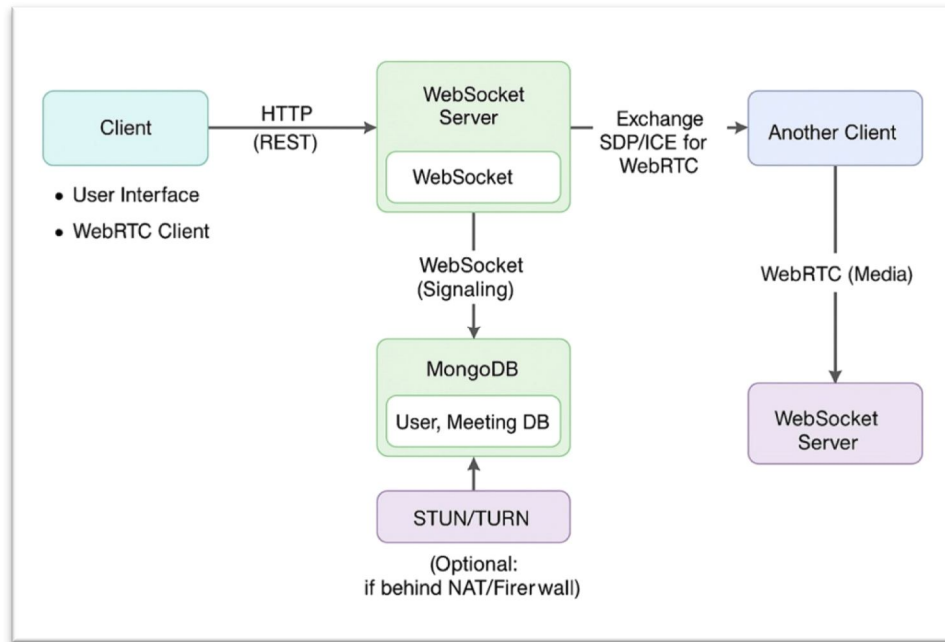 Client
• User Interface
• WebRTC Client
HTTP
(REST)
WebSocket
Server
WebSocket
Exchange
SDP/ICE for
WebRTC
Another Client
WebSocket
(Signaling)
WebRTC (Media)
MongoDB
User, Meeting DB
WebSocket
Server
STUN/TURN
(Optional:
if behind NAT/Firerwall)